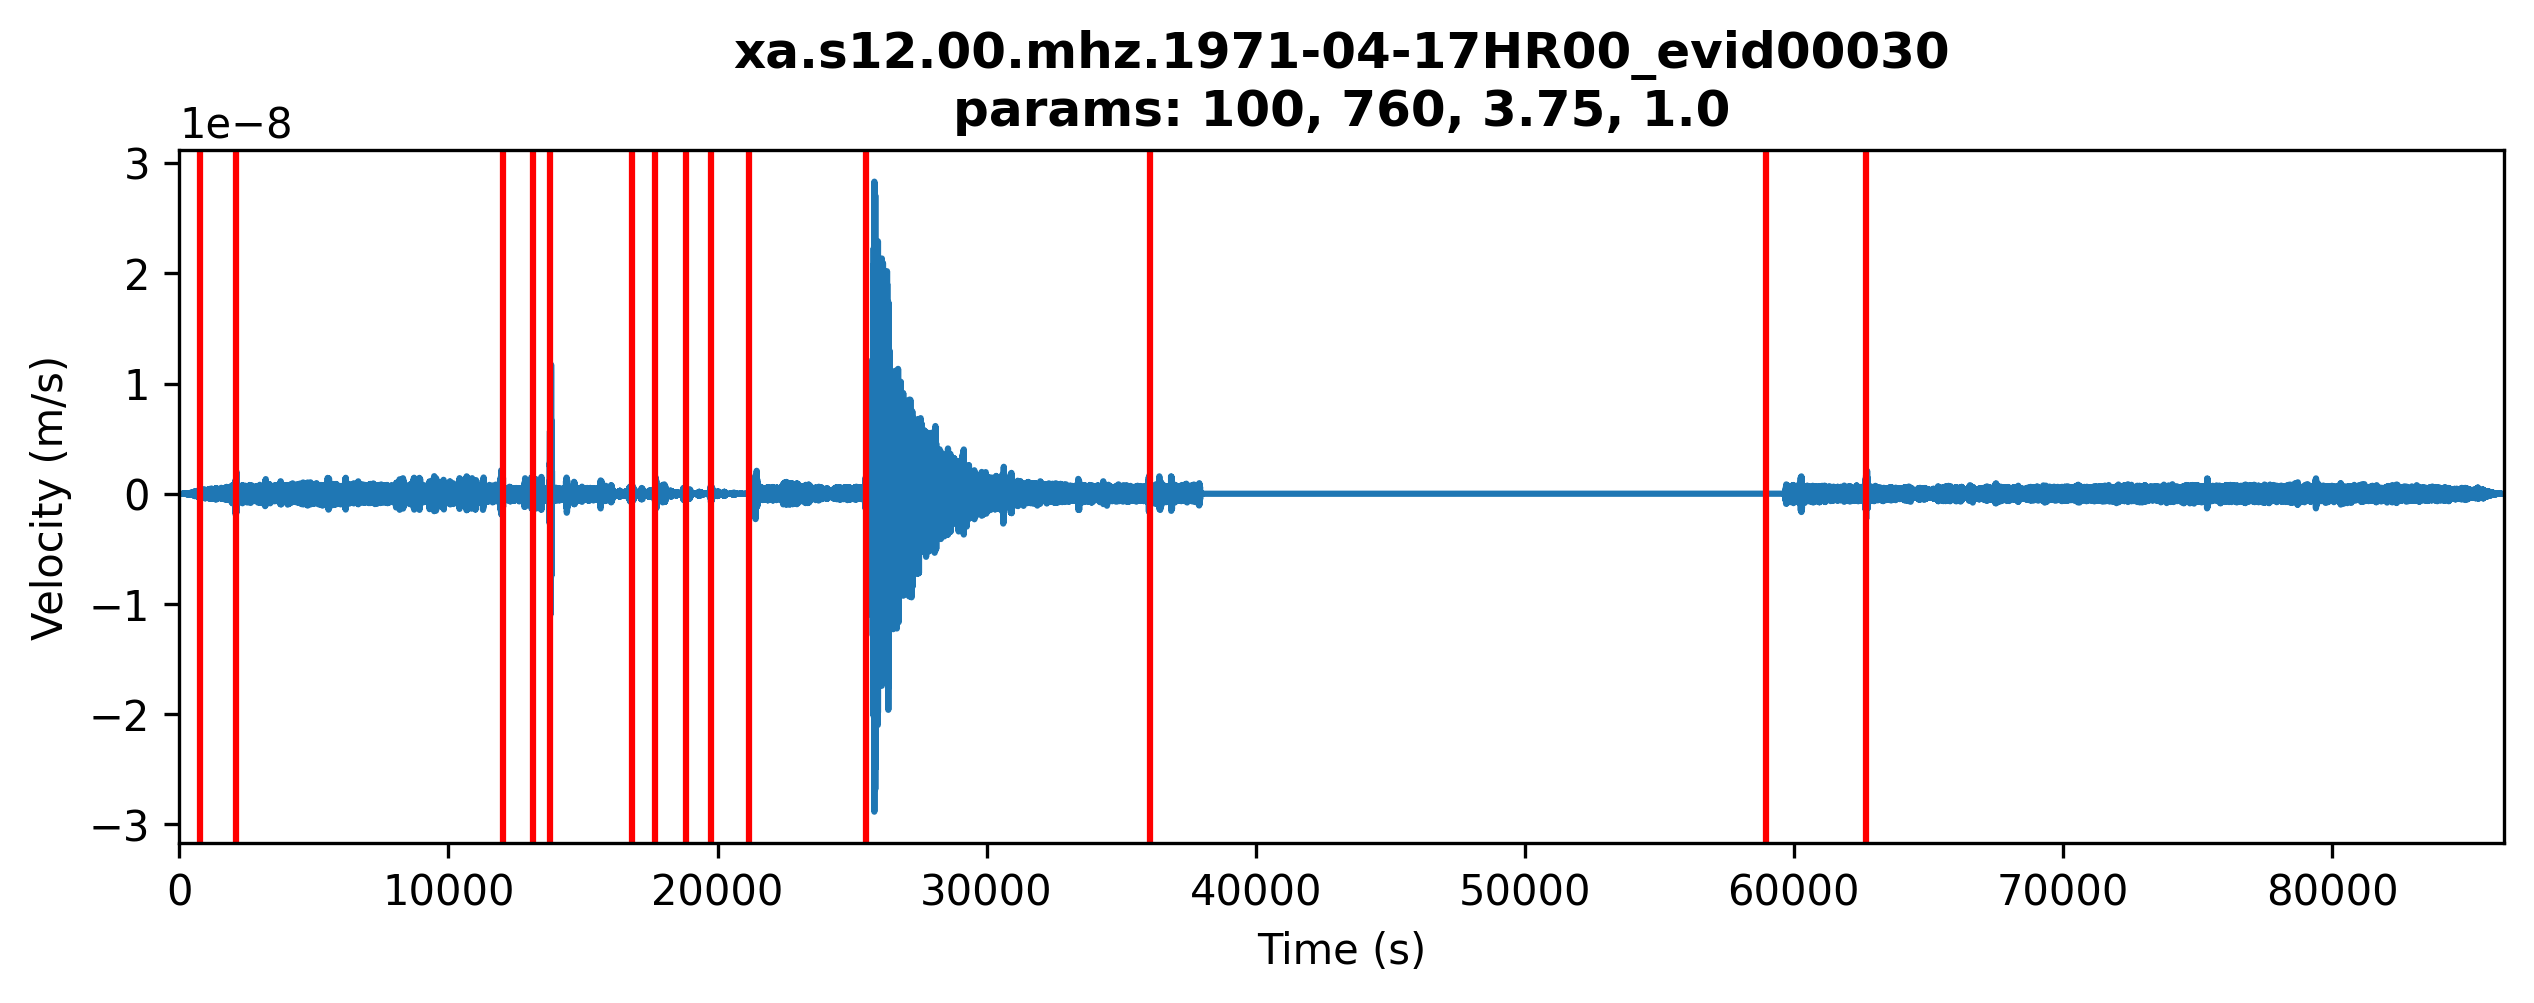 xa.s12.00.mhz.1971-04-17HR00_evid00030
params: 100, 760, 3.75, 1.0
1e−8
3
2
1
0
−1
−2
−3
Velocity (m/s)
0 10000 20000 30000 40000 50000 60000 70000 80000
Time (s)